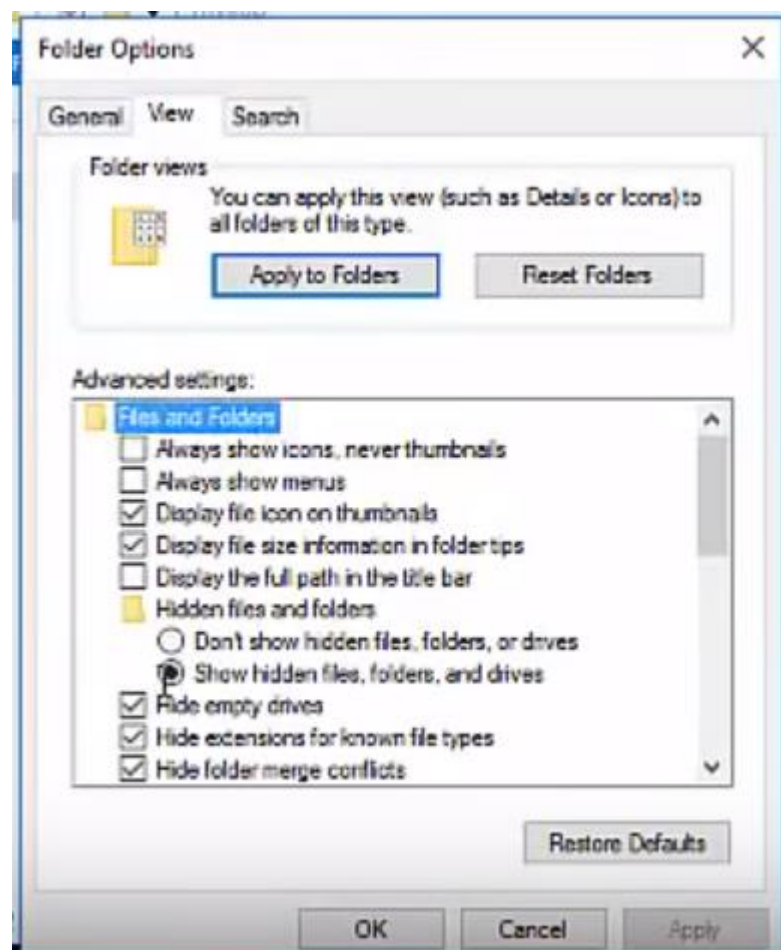 Folder Options
General View Search
Folder views
You can apply this view (such as Details or Icons) to
all folders of this type.
Apply to Folders Reset Folders
Advanced settings:
Files and Folders
Always show icons, never thumbnails
Always show menus
Display file icon on thumbnails
Display file size information in folder tips
Display the full path in the title bar
Hidden files and folders
Don't show hidden files, folders, or drives
Show hidden files, folders, and drives
Hide empty drives
Hide extensions for known file types
Hide folder merge conflicts
Restore Defaults
OK Cancel Apply